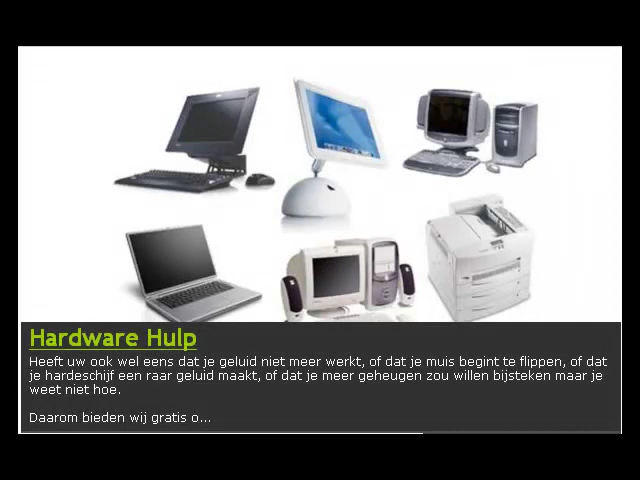 Hardware Hulp
Heeft uw ook wel eens dat je geluid niet meer werkt, of dat je muis begint te flippen, of dat
je hardeschijf een raar geluid maakt, of dat je meer geheugen zou willen bijsteken maar je
weet niet hoe.
Daarom bieden wij gratis o...